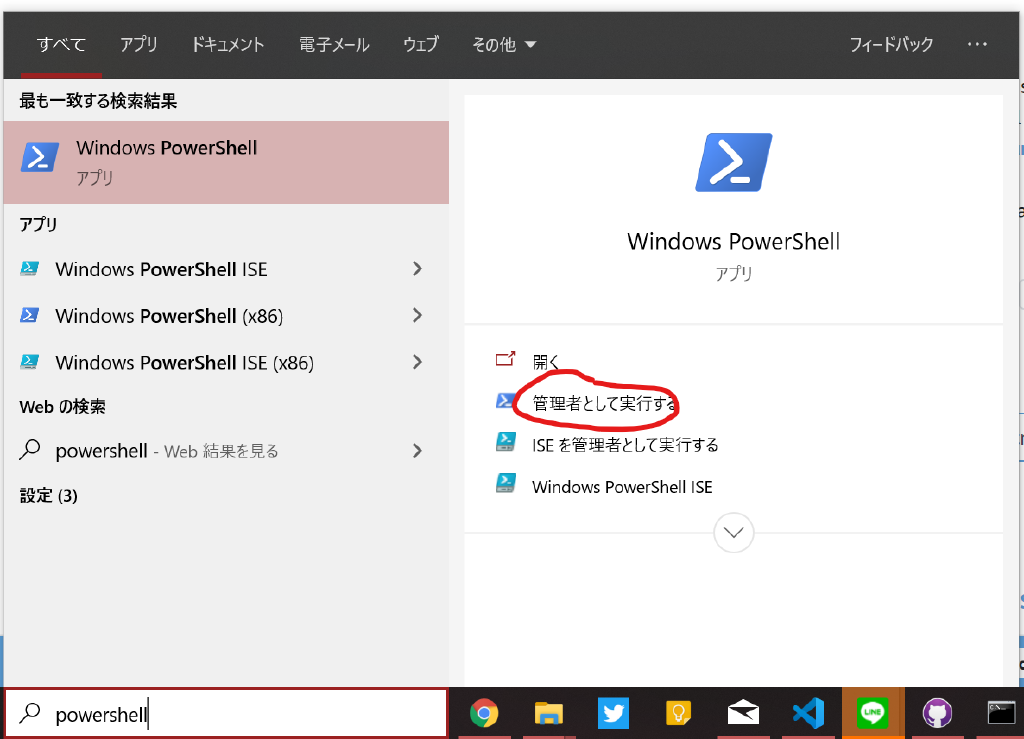 すべて アプリ ドキュメント 電子メール ウェブ その他 フィードバック ...
最も一致する検索結果
Windows PowerShell
アプリ
アプリ
Windows PowerShell ISE
Windows PowerShell (x86)
Windows PowerShell ISE (x86)
Web の検索
powershell - Web 結果を見る
設定 (3)
Windows PowerShell
アプリ
開く
管理者として実行する
ISE を管理者として実行する
Windows PowerShell ISE
powershell
LINE